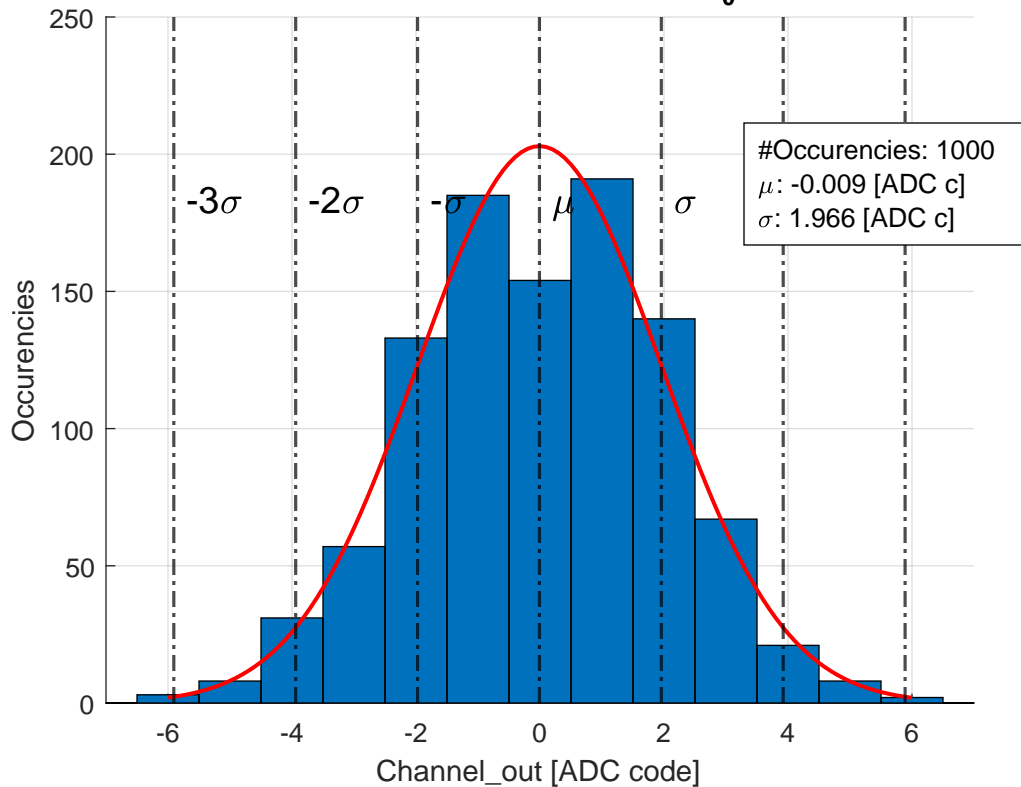 250
200
150
100
50
0
Occurencies
-3σ
-2σ
-σ
μ
σ
#Occurencies: 1000
μ: -0.009 [ADC c]
σ: 1.966 [ADC c]
-6
-4
-2
0
2
4
6
Channel_out [ADC code]